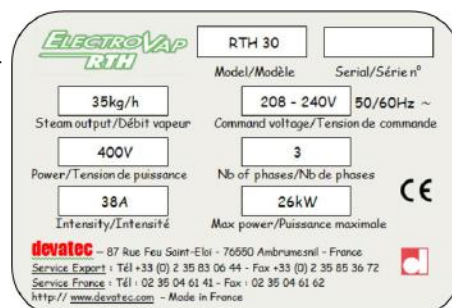 ELECTROVAP
RTH
RTH 30
Model/Modèle
Serial/Série n°
35kg/h
Steam output/Débit vapeur
208 - 240V 50/60Hz ~
Command voltage/Tension de commande
400V
Power/Tension de puissance
3
Nb of phases/Nb de phases
38A
Intensity/Intensité
26kW
Max power/Puissance maximale
CE
devatec – 87 Rue Feu Saint-Eloi - 76550 Ambrumesnil - France
Service Export : Tél +33 (0) 2 35 83 06 44 - Fax +33 (0) 2 35 85 36 72
Service France : Tél : 02 35 04 61 41 - Fax : 02 35 04 61 62
http:// www.devatec.com - Made in France